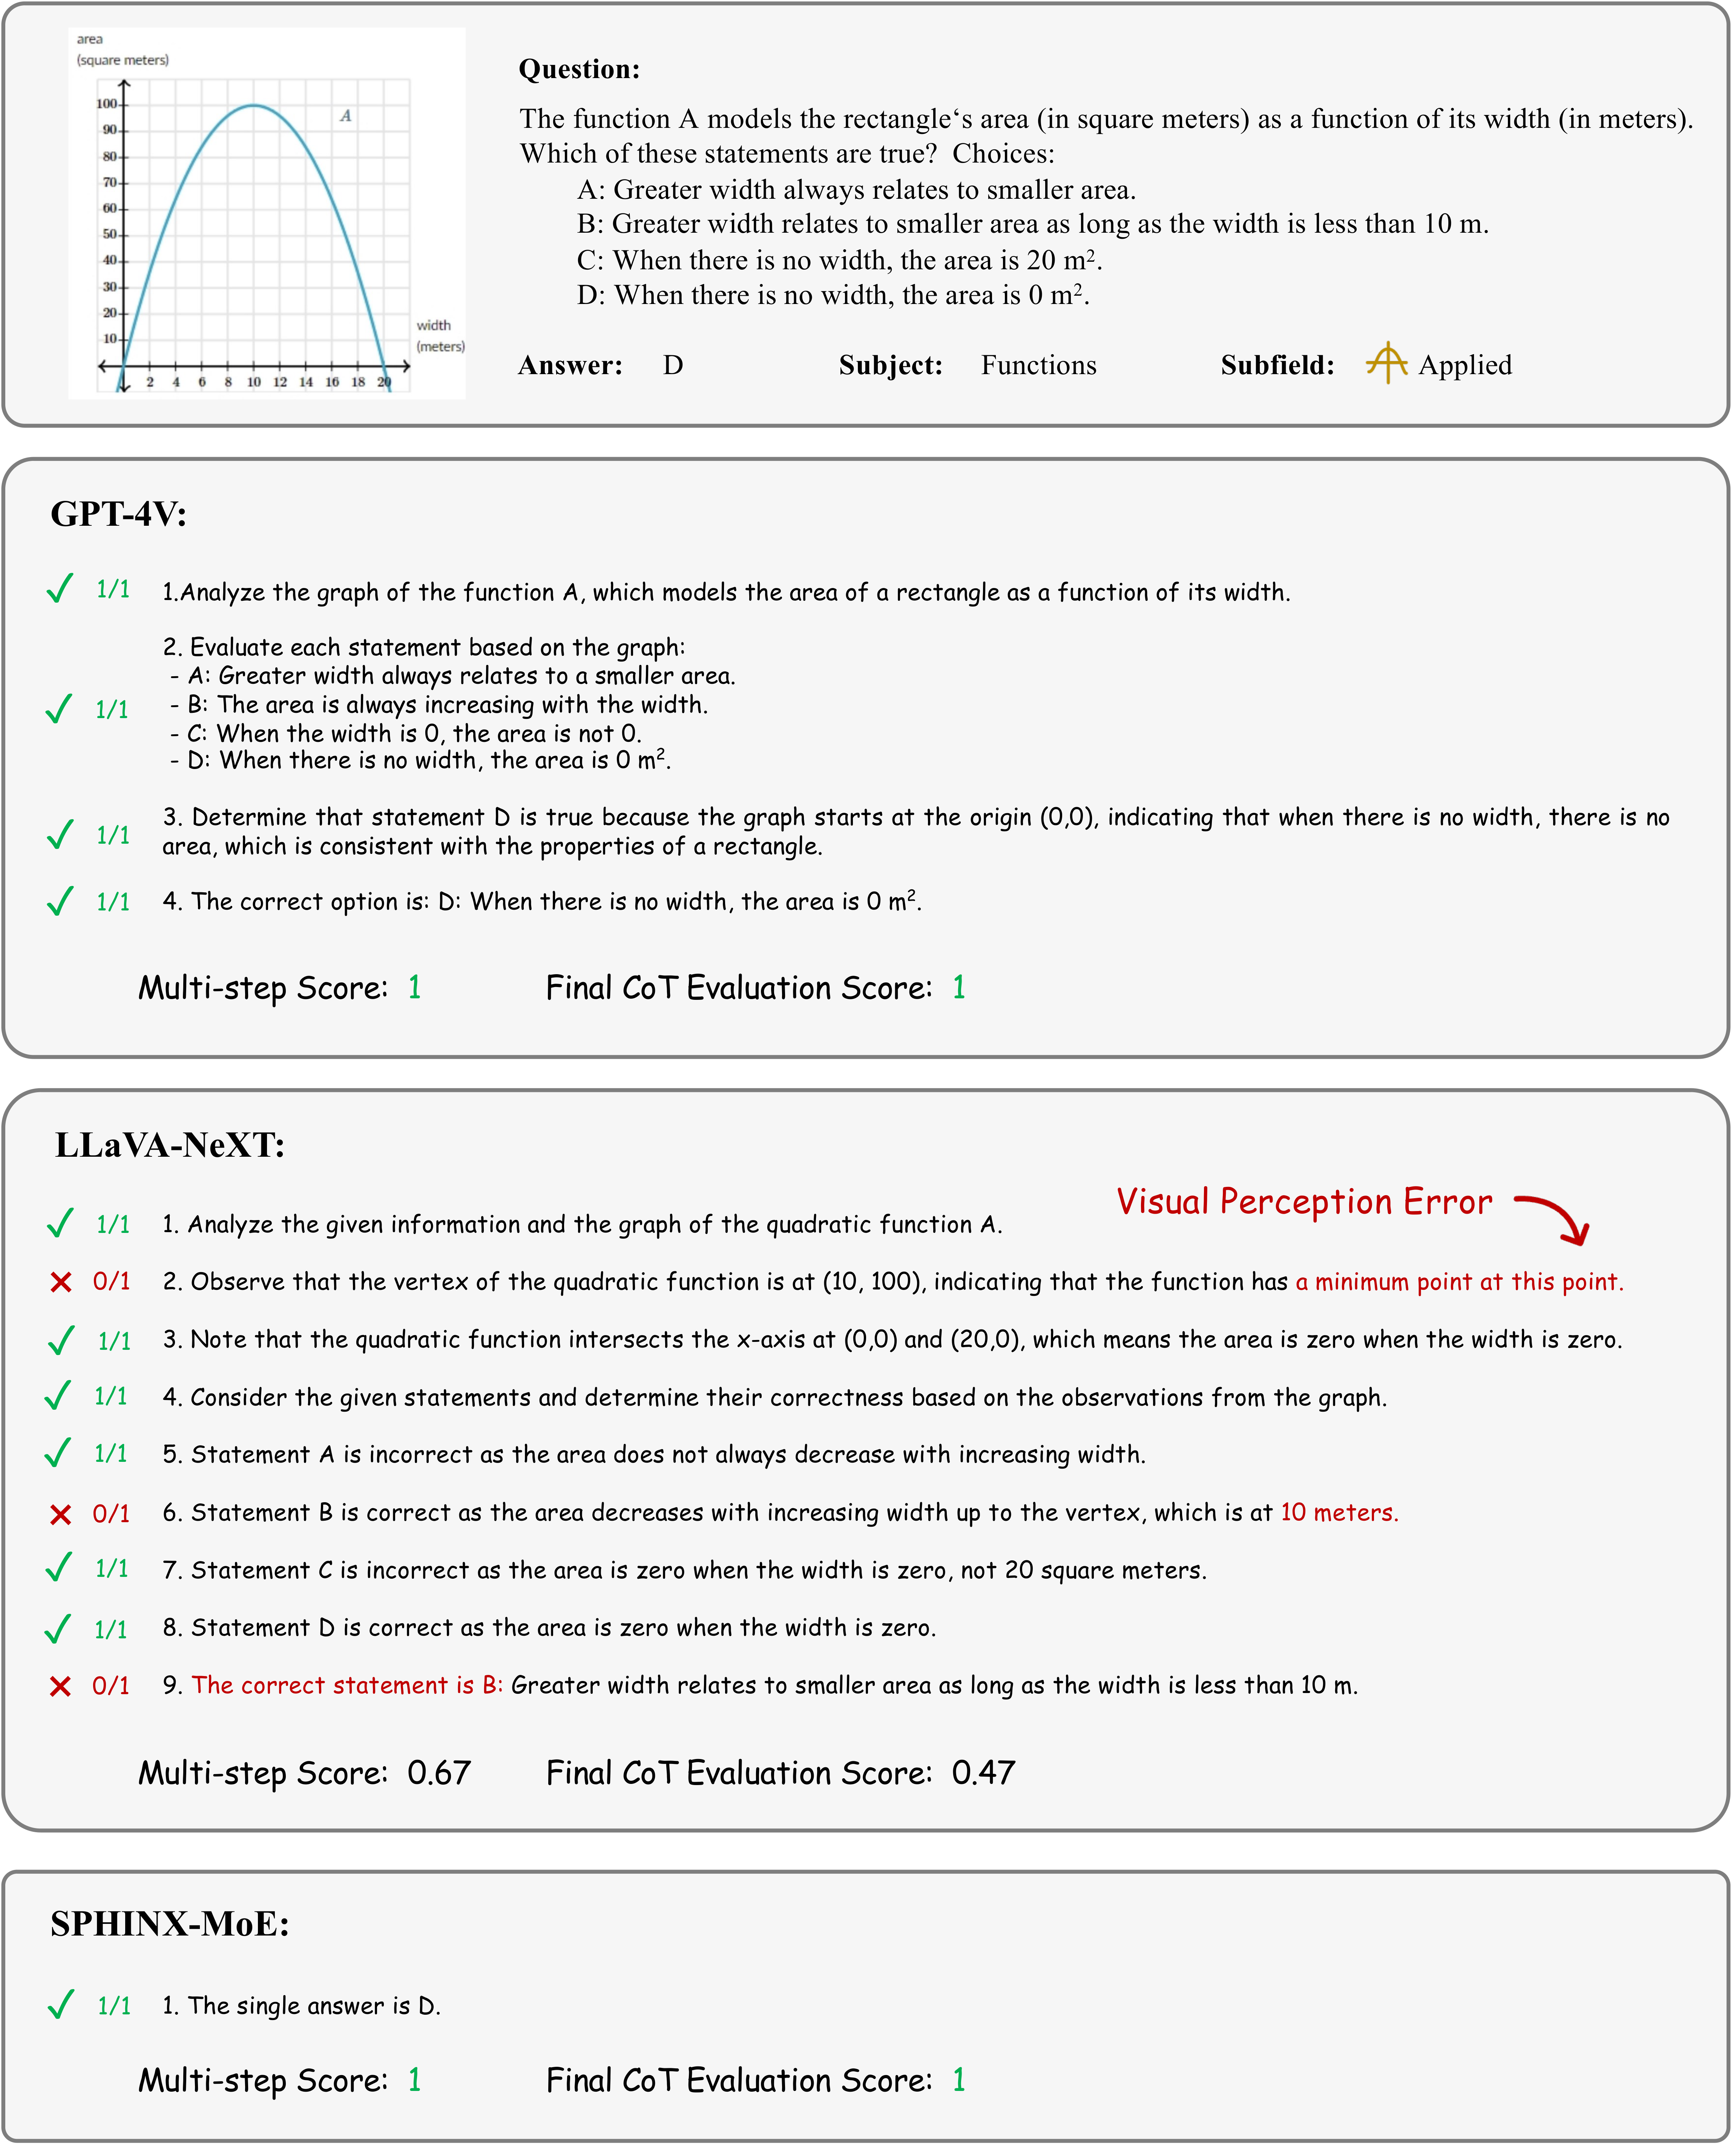 area
(square meters)
100
90
80
70
60
50
40
30
20
10
A
width
(meters)
2 4 6 8 10 12 14 16 18 20
Question:
The function A models the rectangle‘s area (in square meters) as a function of its width (in meters).
Which of these statements are true? Choices:
A: Greater width always relates to smaller area.
B: Greater width relates to smaller area as long as the width is less than 10 m.
C: When there is no width, the area is 20 m².
D: When there is no width, the area is 0 m².
Answer: D Subject: Functions Subfield: Applied
GPT-4V:
1/1 1.Analyze the graph of the function A, which models the area of a rectangle as a function of its width.
2. Evaluate each statement based on the graph:
- A: Greater width always relates to a smaller area.
1/1 - B: The area is always increasing with the width.
- C: When the width is 0, the area is not 0.
- D: When there is no width, the area is 0 m².
3. Determine that statement D is true because the graph starts at the origin (0,0), indicating that when there is no width, there is no
1/1 area, which is consistent with the properties of a rectangle.
1/1 4. The correct option is: D: When there is no width, the area is 0 m².
Multi-step Score: 1 Final CoT Evaluation Score: 1
LLaVA-NeXT:
Visual Perception Error
1/1 1. Analyze the given information and the graph of the quadratic function A.
0/1 2. Observe that the vertex of the quadratic function is at (10, 100), indicating that the function has a minimum point at this point.
1/1 3. Note that the quadratic function intersects the x-axis at (0,0) and (20,0), which means the area is zero when the width is zero.
1/1 4. Consider the given statements and determine their correctness based on the observations from the graph.
1/1 5. Statement A is incorrect as the area does not always decrease with increasing width.
0/1 6. Statement B is correct as the area decreases with increasing width up to the vertex, which is at 10 meters.
1/1 7. Statement C is incorrect as the area is zero when the width is zero, not 20 square meters.
1/1 8. Statement D is correct as the area is zero when the width is zero.
0/1 9. The correct statement is B: Greater width relates to smaller area as long as the width is less than 10 m.
Multi-step Score: 0.67 Final CoT Evaluation Score: 0.47
SPHINX-MoE:
1/1 1. The single answer is D.
Multi-step Score: 1 Final CoT Evaluation Score: 1